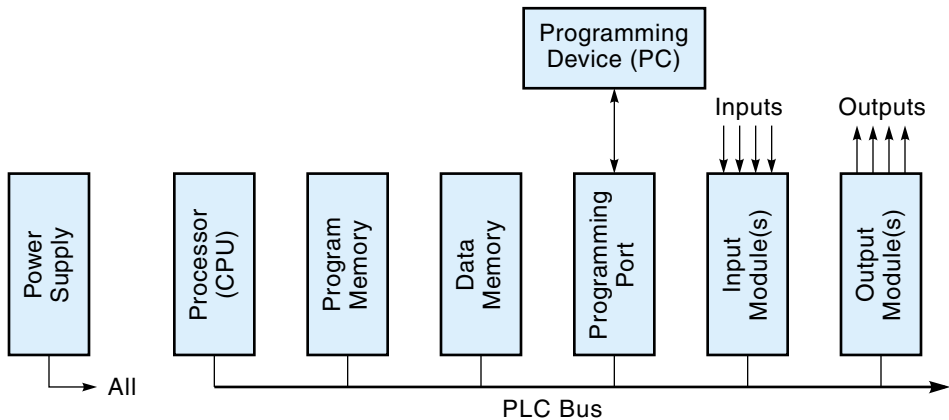 Programming
Device (PC)
Inputs
Outputs
Power
Supply
Processor
(CPU)
Program
Memory
Data
Memory
Programming
Port
Input
Module(s)
Output
Module(s)
All
PLC Bus